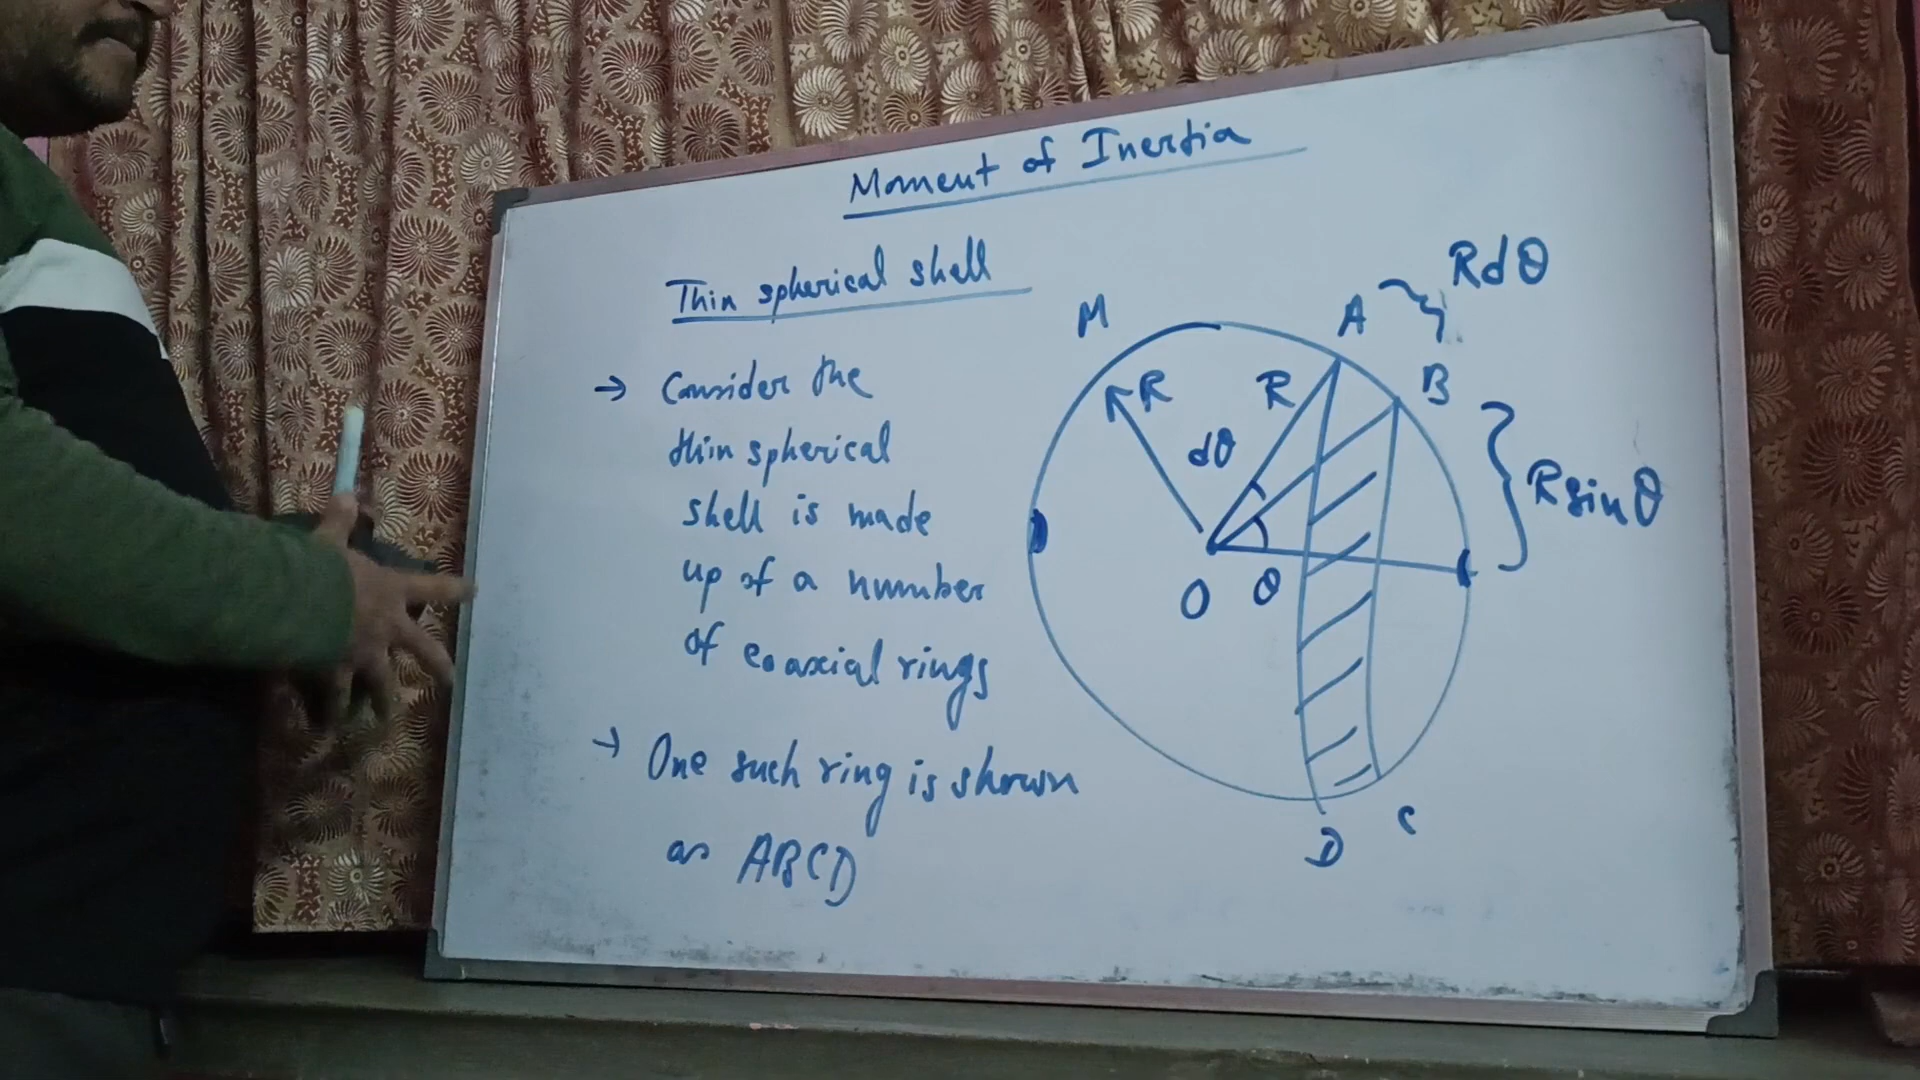 Moment of Inertia
Thin spherical shell
→ Consider the
thin spherical
shell is made
up of a number
of coaxial rings
→ One such ring is shown
as ABCD
Rdθ
M
A
R
R
B
dθ
Rsinθ
O
θ
C
D